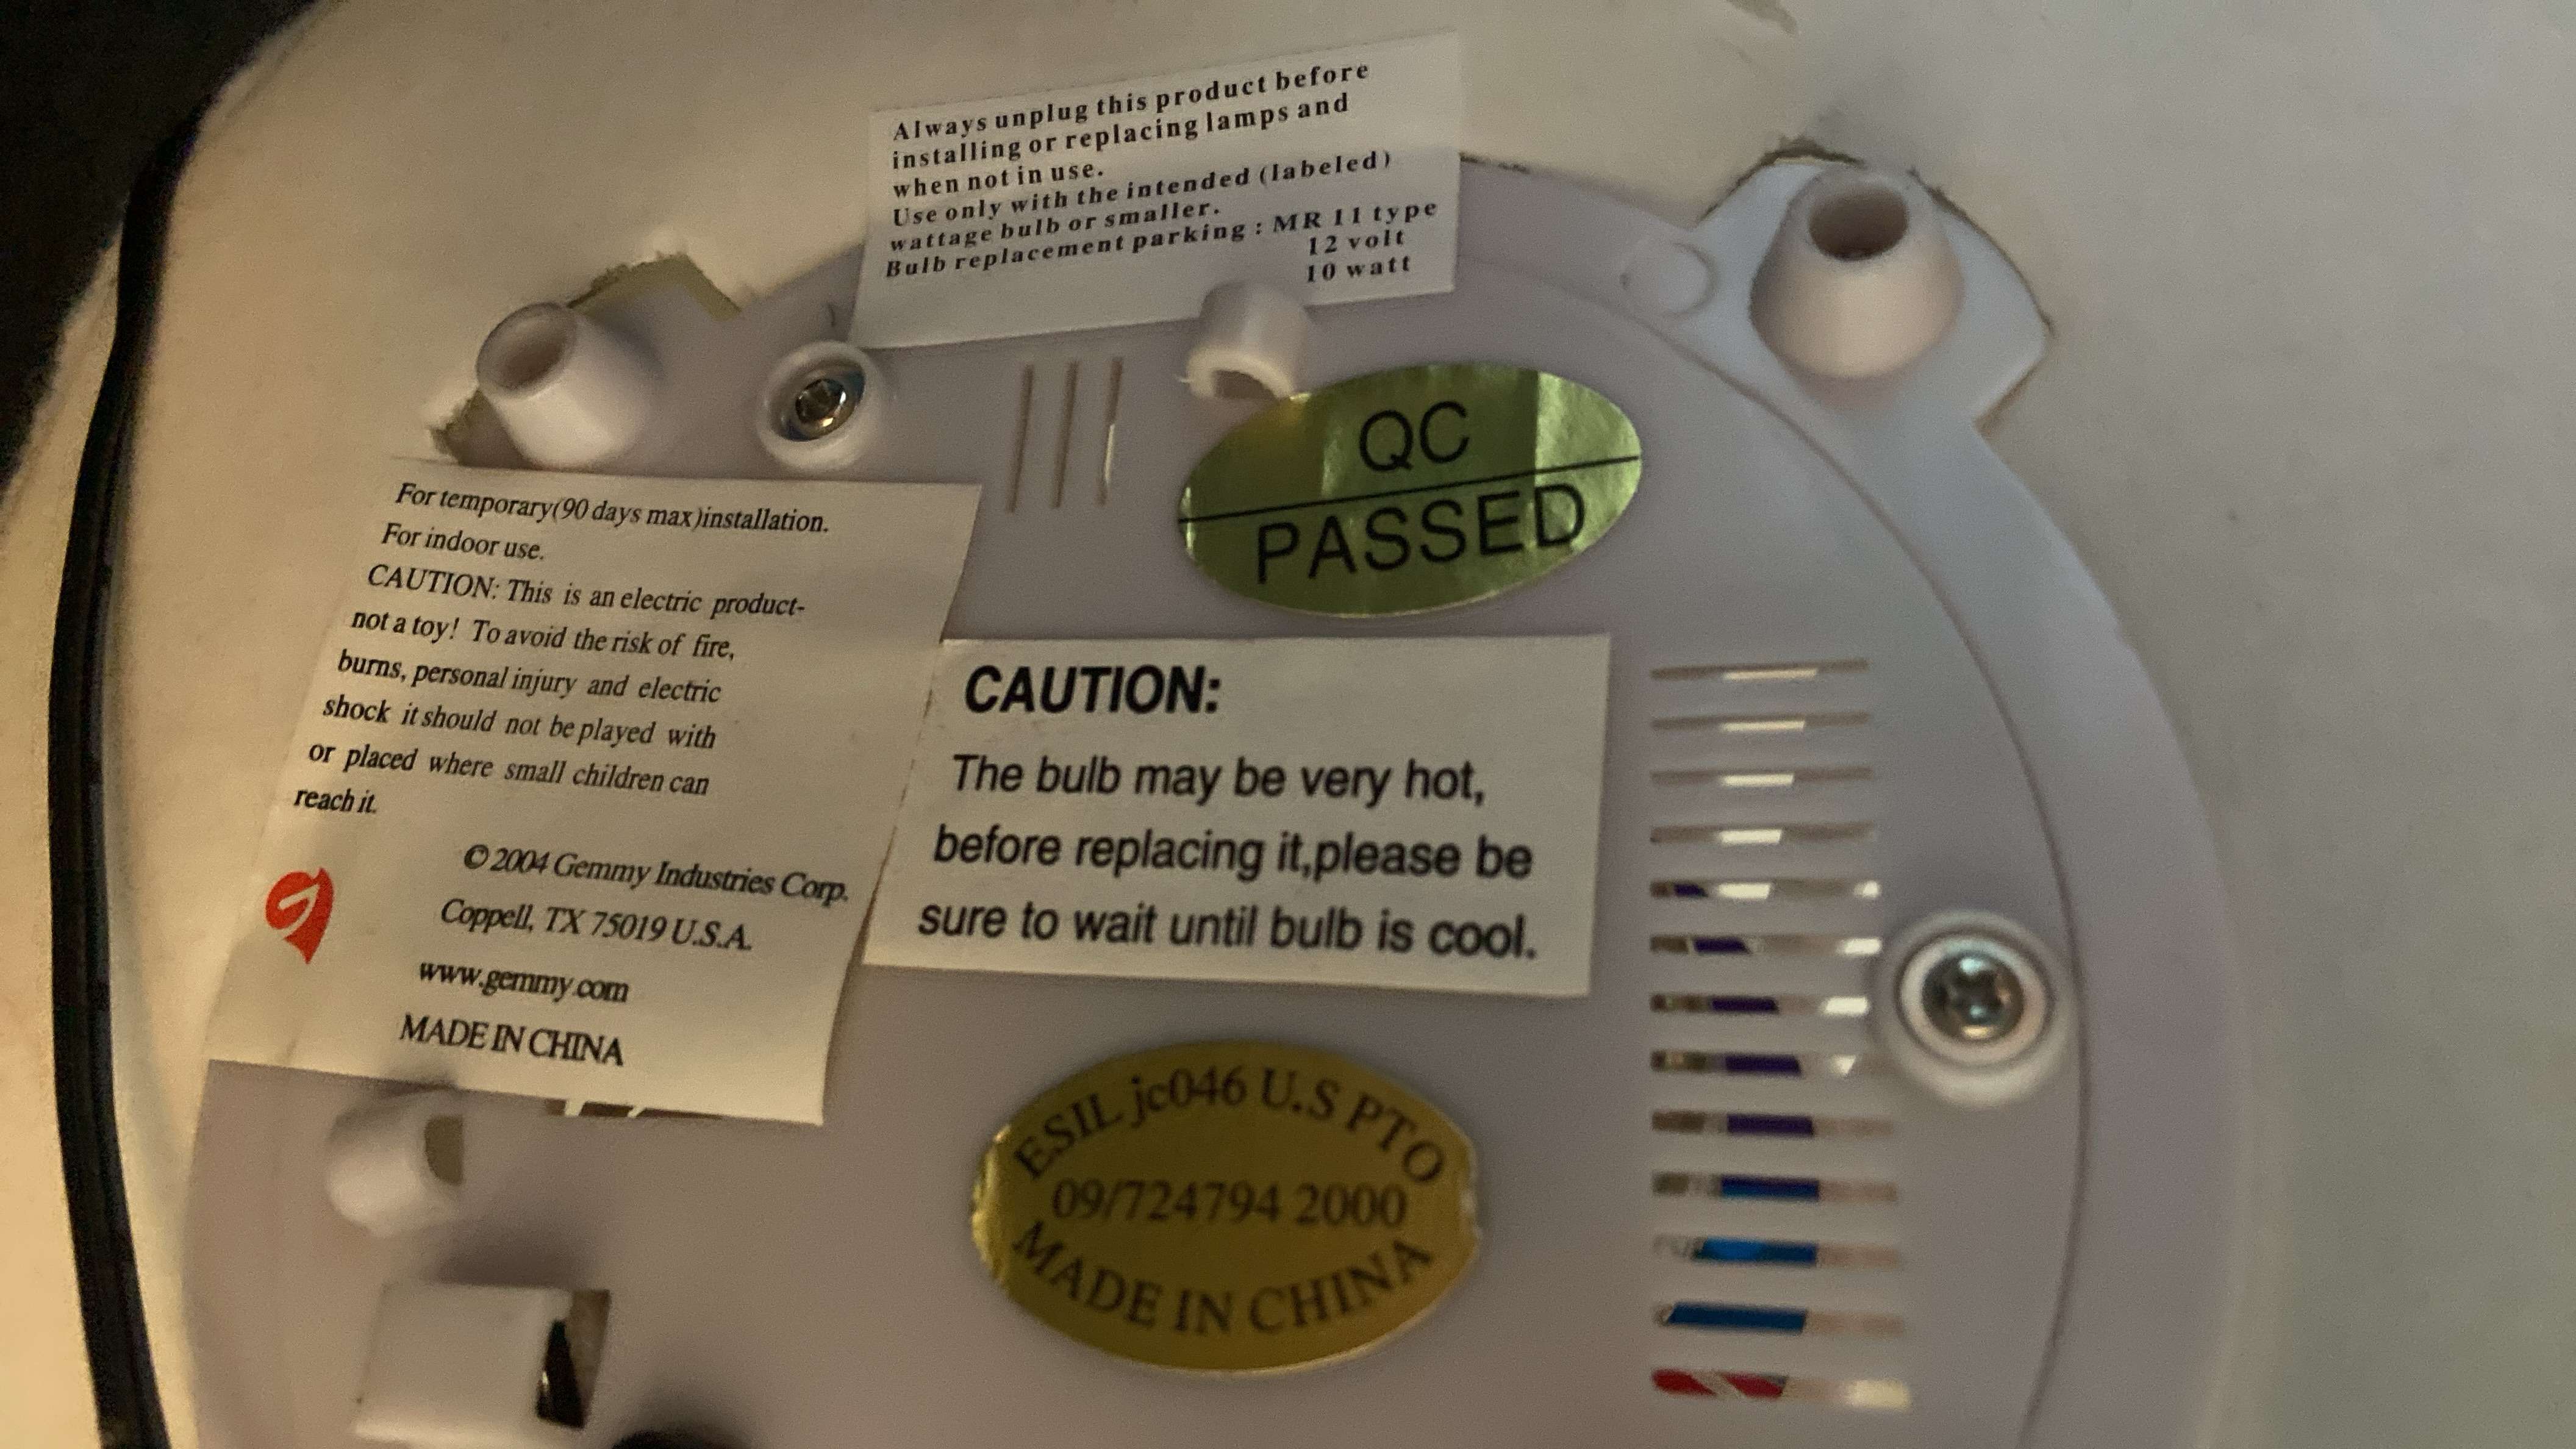 Always unplug this product before
installing or replacing lamps and
when not in use.
Use only with the intended (labeled)
wattage bulb or smaller.
Bulb replacement parking : MR 11 type
12 volt
10 watt
QC
PASSED
For temporary(90 days max)installation.
For indoor use.
CAUTION: This is an electric product-
not a toy! To avoid the risk of fire,
burns, personal injury and electric
shock it should not be played with
or placed where small children can
reach it.
© 2004 Gemmy Industries Corp.
Coppell, TX 75019 U.S.A.
www.gemmy.com
MADE IN CHINA
CAUTION:
The bulb may be very hot,
before replacing it,please be
sure to wait until bulb is cool.
ESIL jc046 U.S PTO
09/724794 2000
MADE IN CHINA